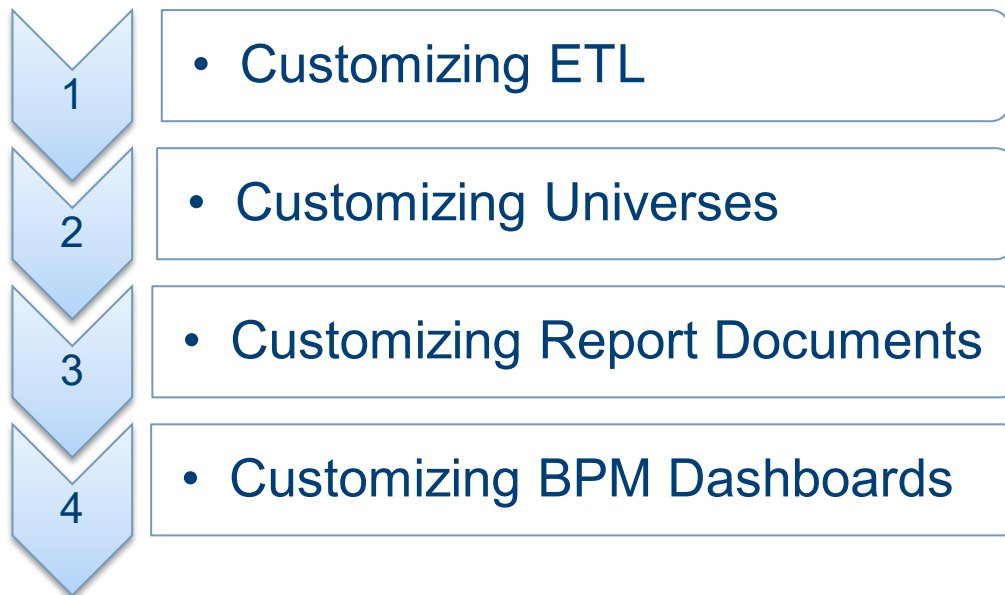 1
• Customizing ETL
2
• Customizing Universes
3
• Customizing Report Documents
4
• Customizing BPM Dashboards